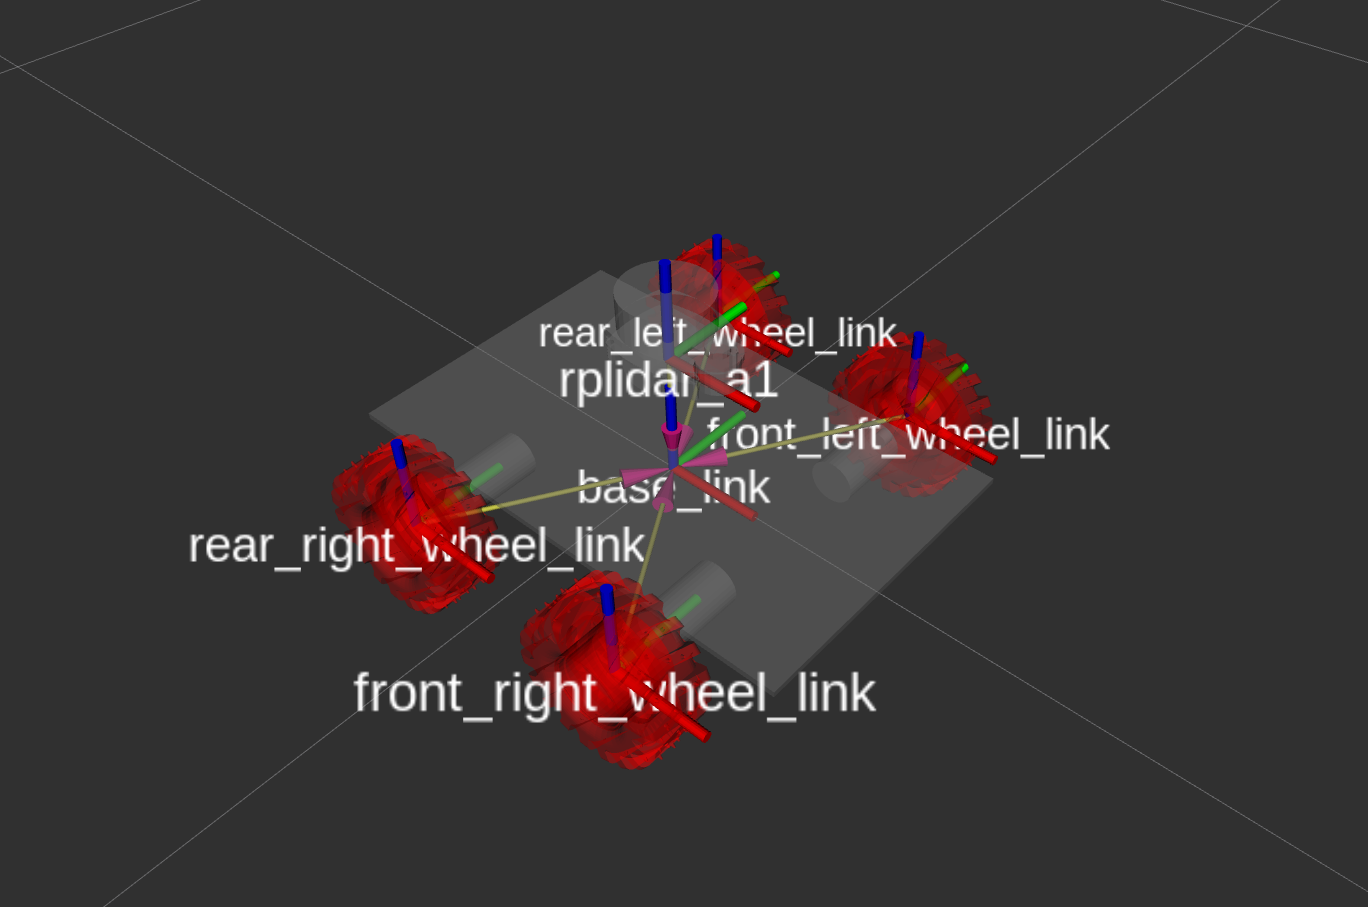 rear_left_wheel_link
rplidar_a1
front_left_wheel_link
base_link
rear_right_wheel_link
front_right_wheel_link